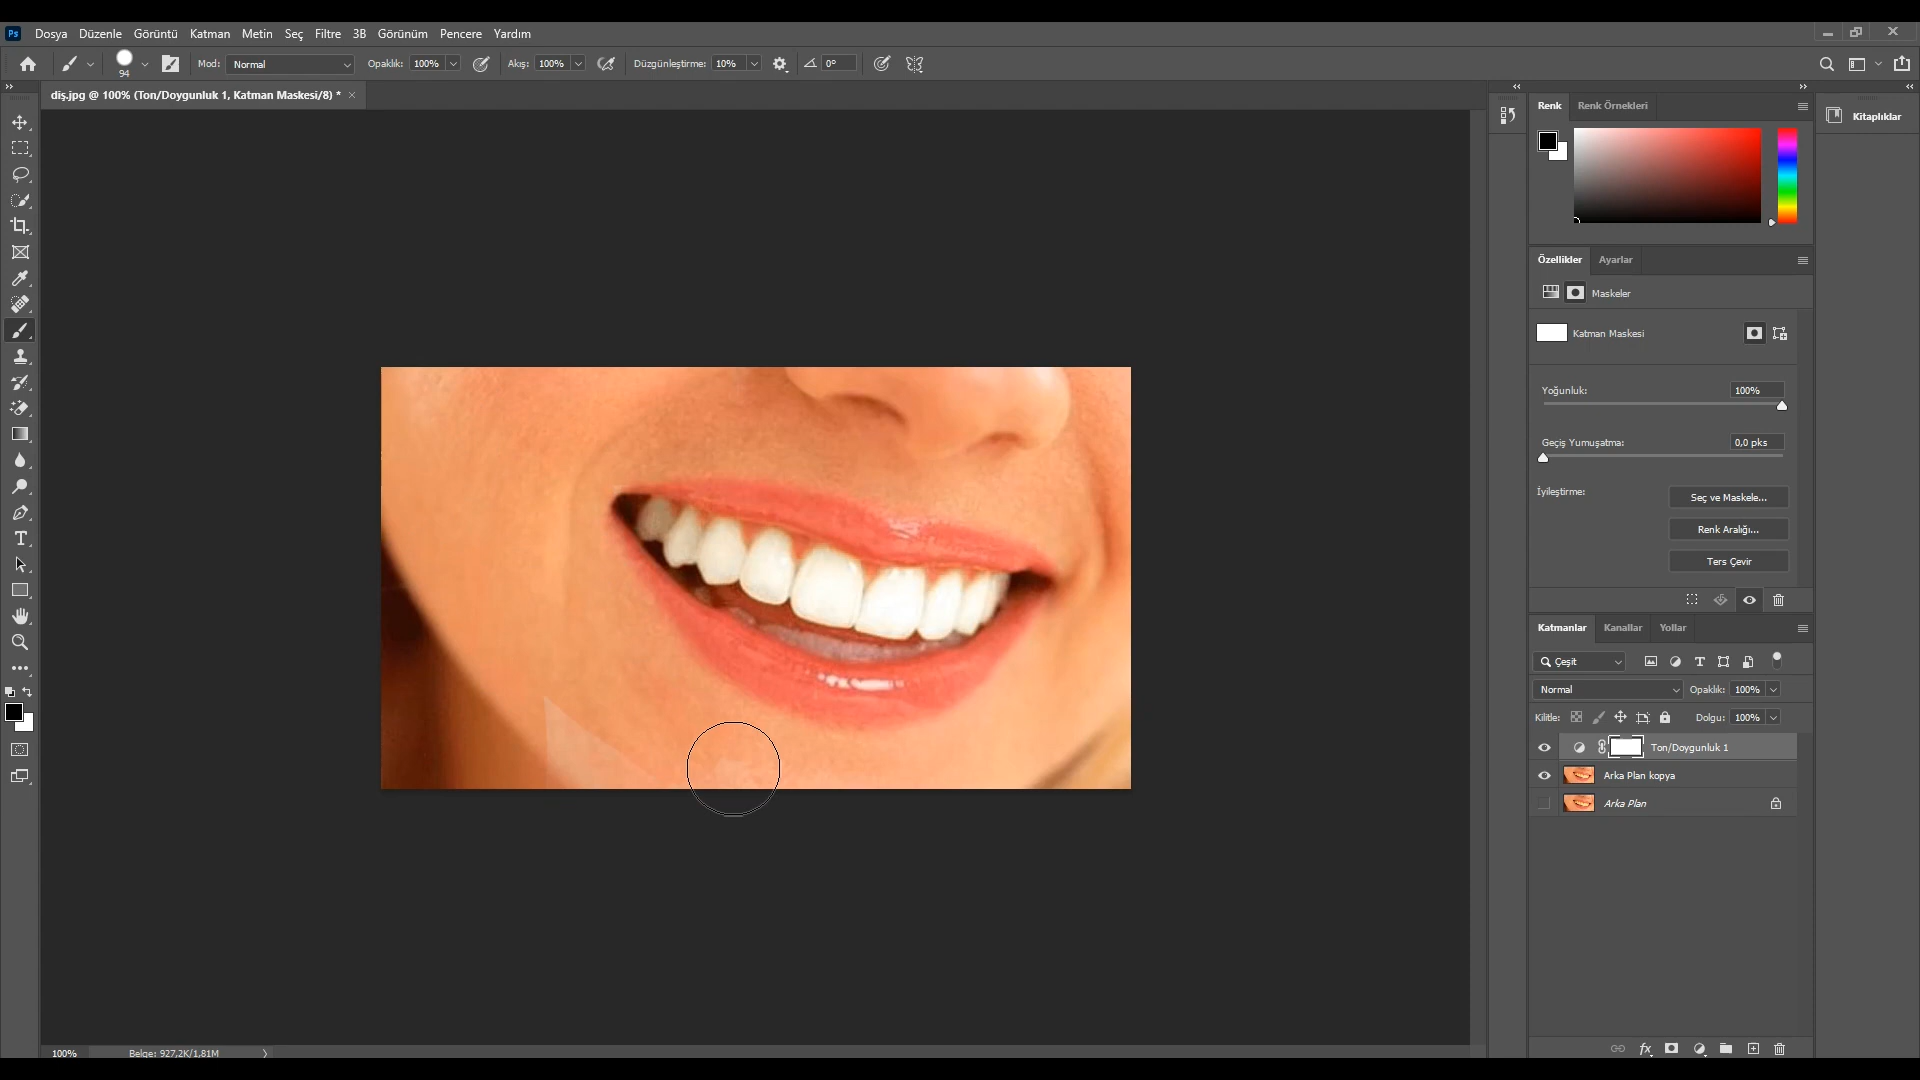 Ps Dosya Düzenle Görüntü Katman Metin Seç Filtre 3B Görünüm Pencere Yardım
94 Mod: Normal Opaklık: 100% Akış: 100% Düzgünleştirme: 10% 0°
diş.jpg @ 100% (Ton/Doygunluk 1, Katman Maskesi/8) *
Renk Renk Örnekleri
Kitaplıklar
Özellikler Ayarlar
Maskeler
Katman Maskesi
Yoğunluk: 100%
Geçiş Yumuşatma: 0,0 pks
İyileştirme: Seç ve Maskele...
Renk Aralığı...
Ters Çevir
Katmanlar Kanallar Yollar
Çeşit
Normal Opaklık: 100%
Kilitle: Dolgu: 100%
Ton/Doygunluk 1
Arka Plan kopya
Arka Plan
100% Belge: 927,2K/1,81M